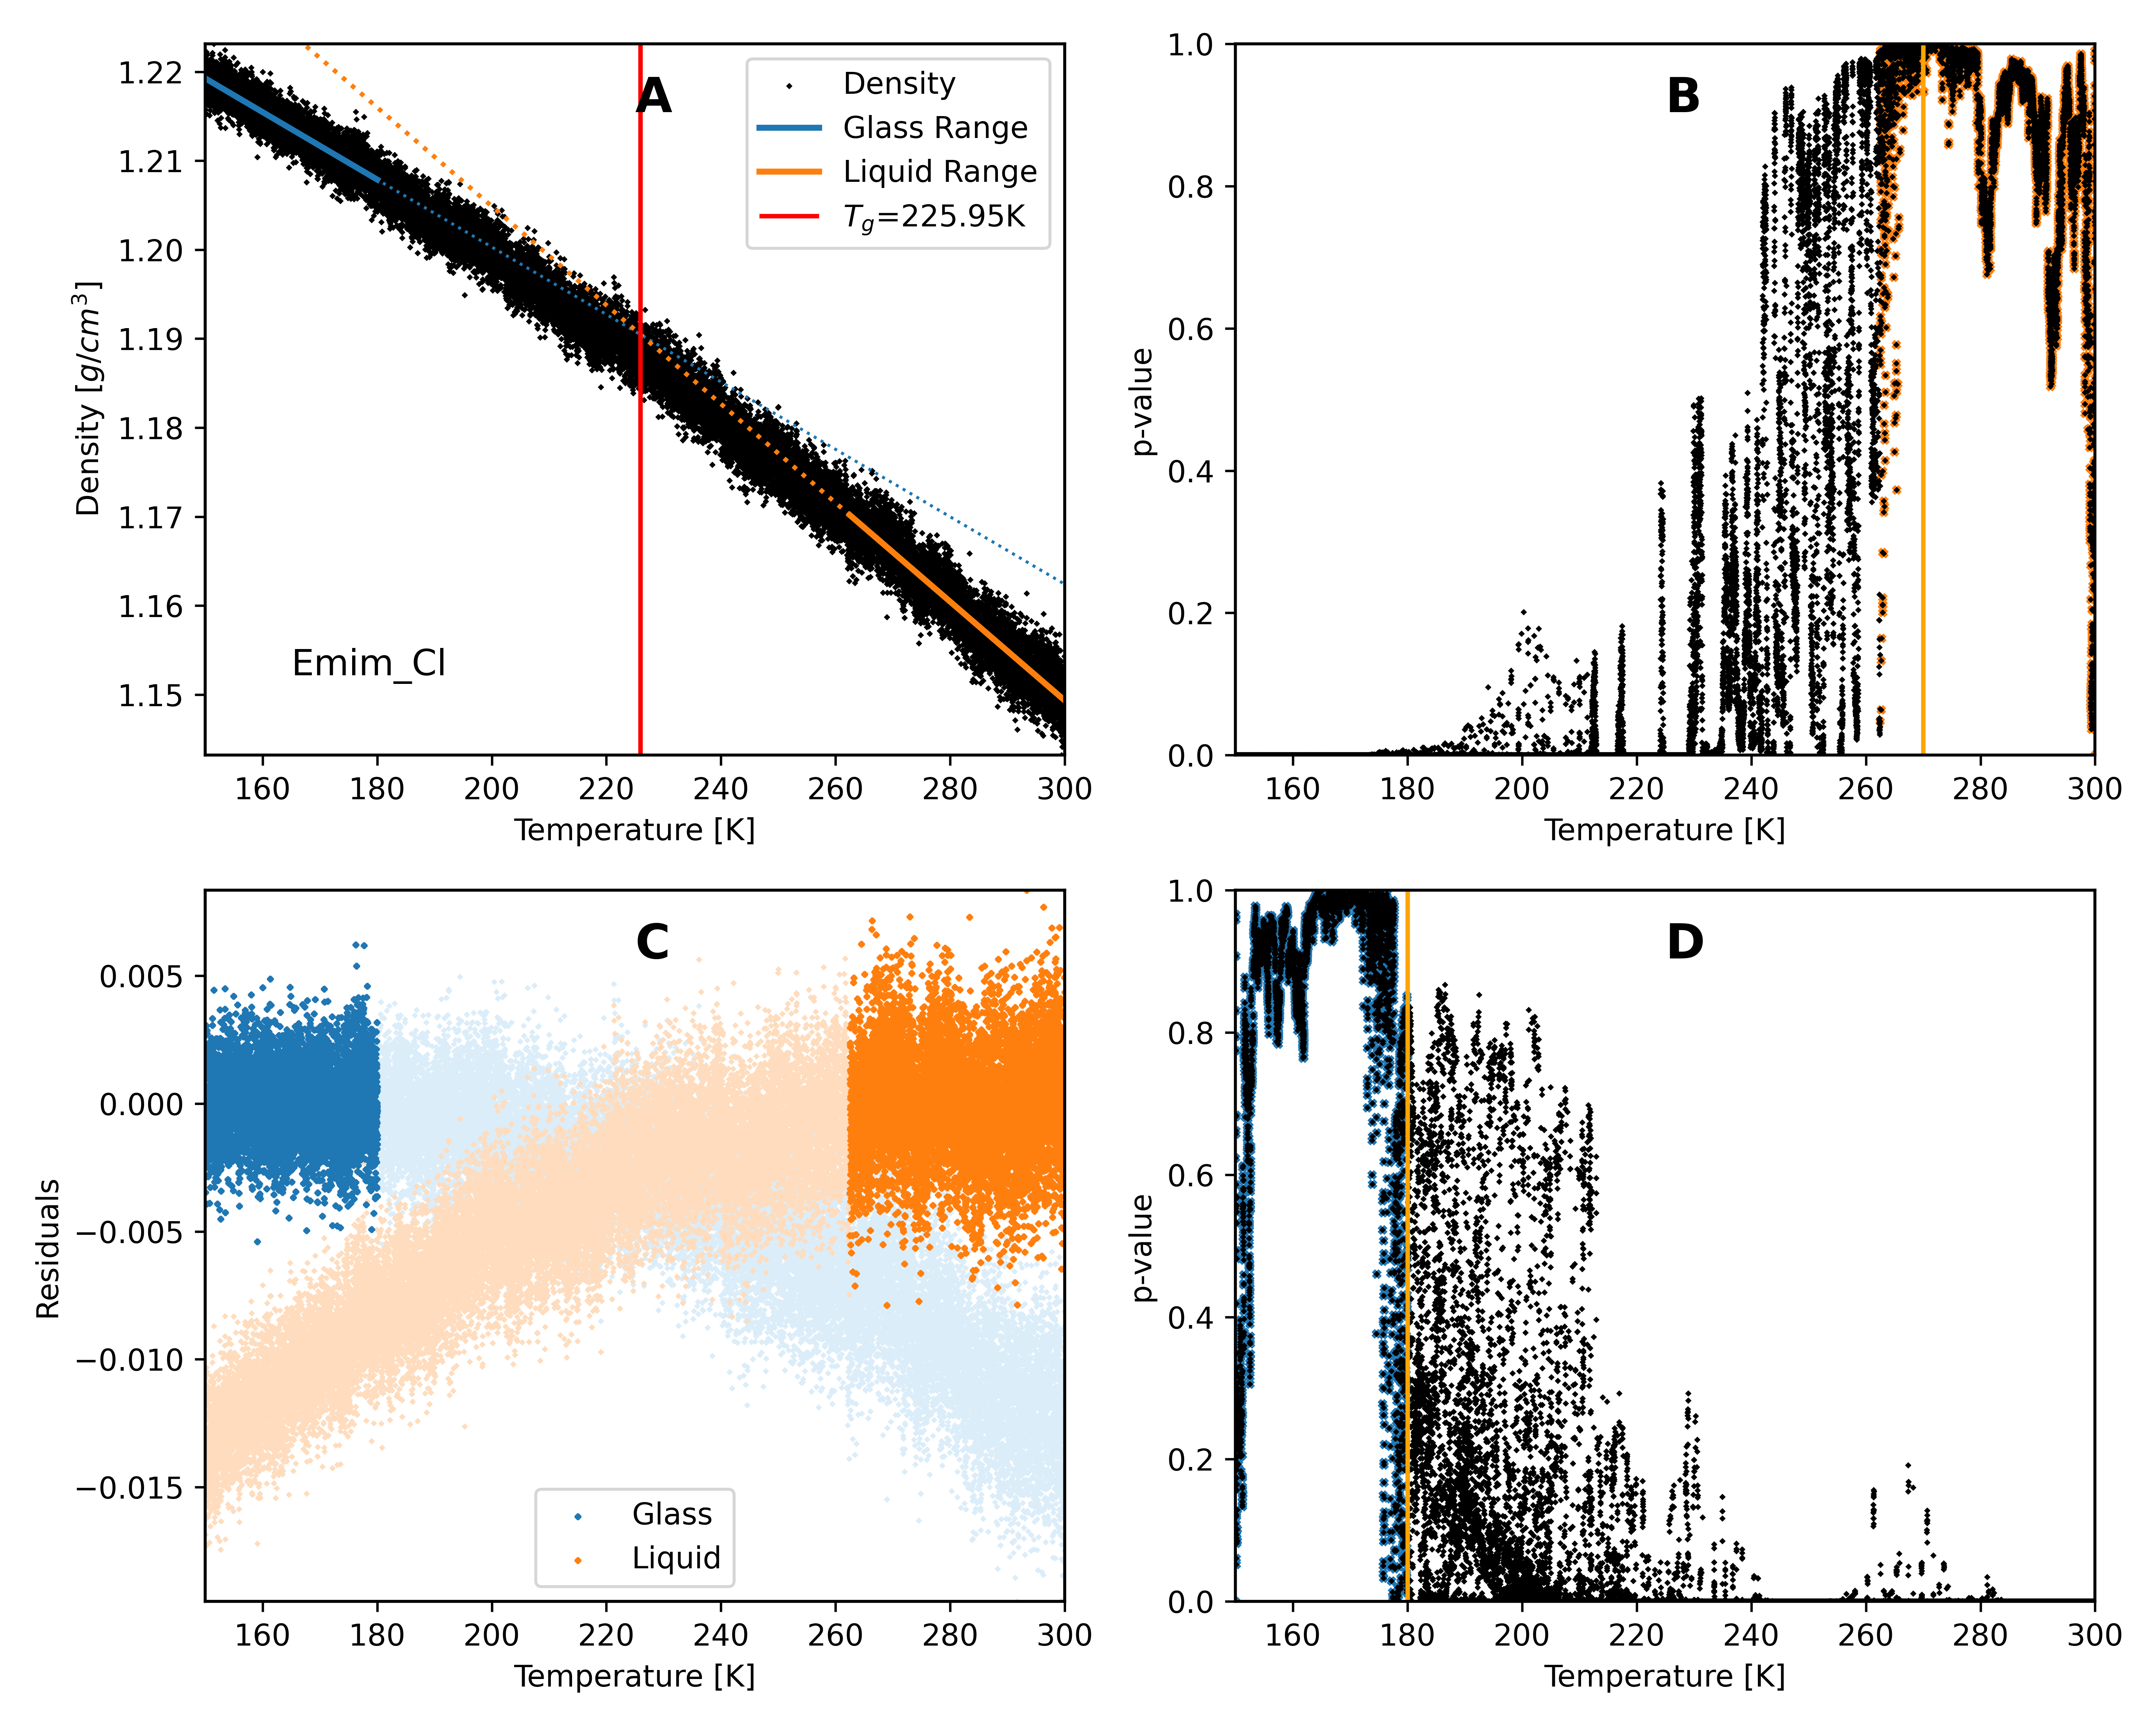 A
Density
Glass Range
Liquid Range
T_g=225.95K
1.22
1.21
1.20
1.19
1.18
1.17
1.16
1.15
Density [g/cm³]
Emim_Cl
160 180 200 220 240 260 280 300
Temperature [K]
B
1.0
0.8
0.6
0.4
0.2
0.0
p-value
160 180 200 220 240 260 280 300
Temperature [K]
C
0.005
0.000
−0.005
−0.010
−0.015
Residuals
Glass
Liquid
160 180 200 220 240 260 280 300
Temperature [K]
D
1.0
0.8
0.6
0.4
0.2
0.0
p-value
160 180 200 220 240 260 280 300
Temperature [K]